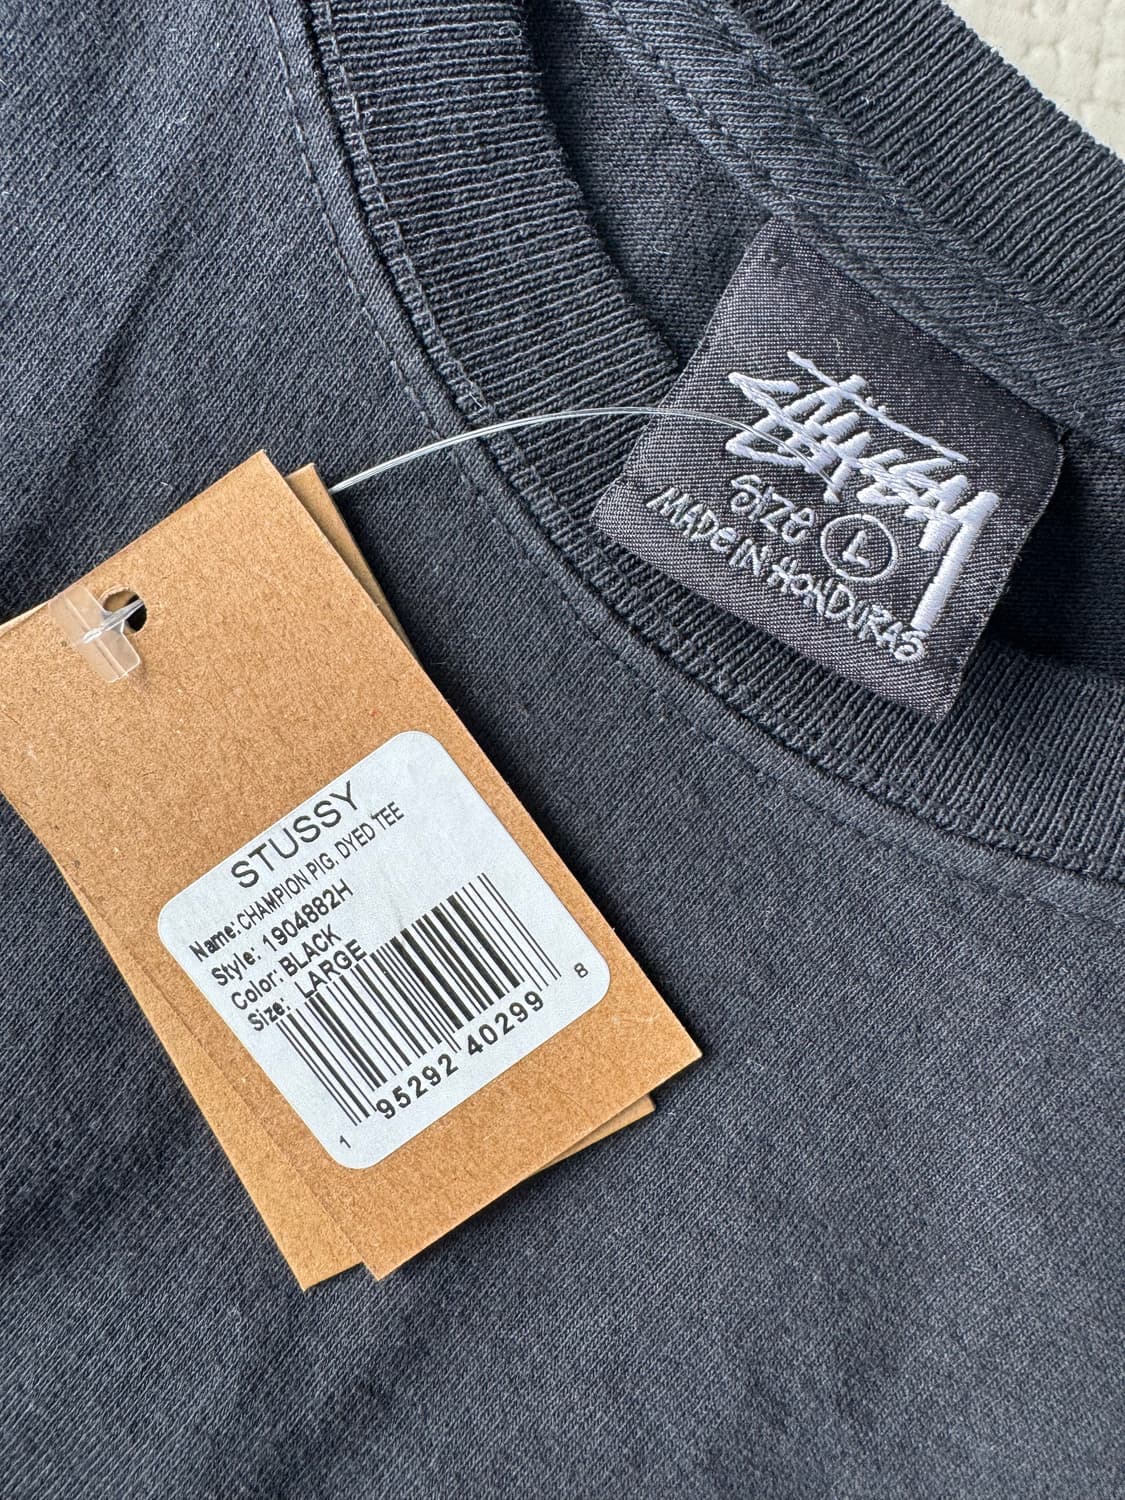 Stüssy
SIZE L
MADE IN HONDURAS
STUSSY
Name: CHAMPION PIG. DYED TEE
Style: 1904882H
Color: BLACK
Size: LARGE
1 95292 40299 8